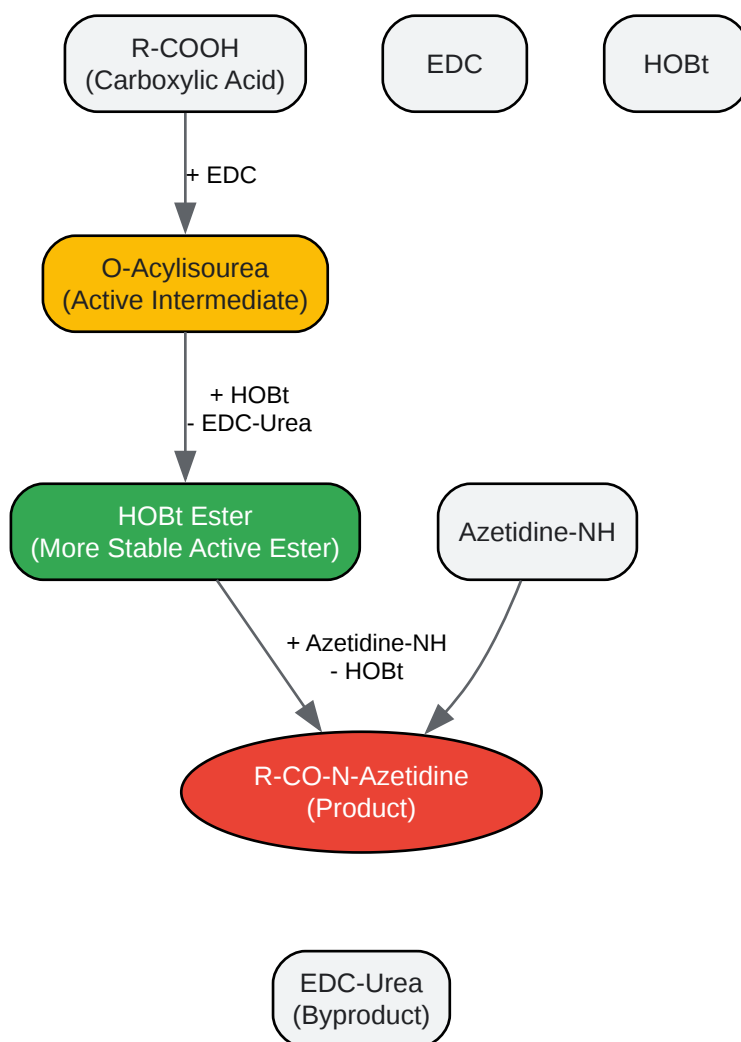 R-COOH
(Carboxylic Acid)
EDC
HOBt
+ EDC
O-Acylisourea
(Active Intermediate)
+ HOBt
- EDC-Urea
HOBt Ester
(More Stable Active Ester)
Azetidine-NH
+ Azetidine-NH
- HOBt
R-CO-N-Azetidine
(Product)
EDC-Urea
(Byproduct)